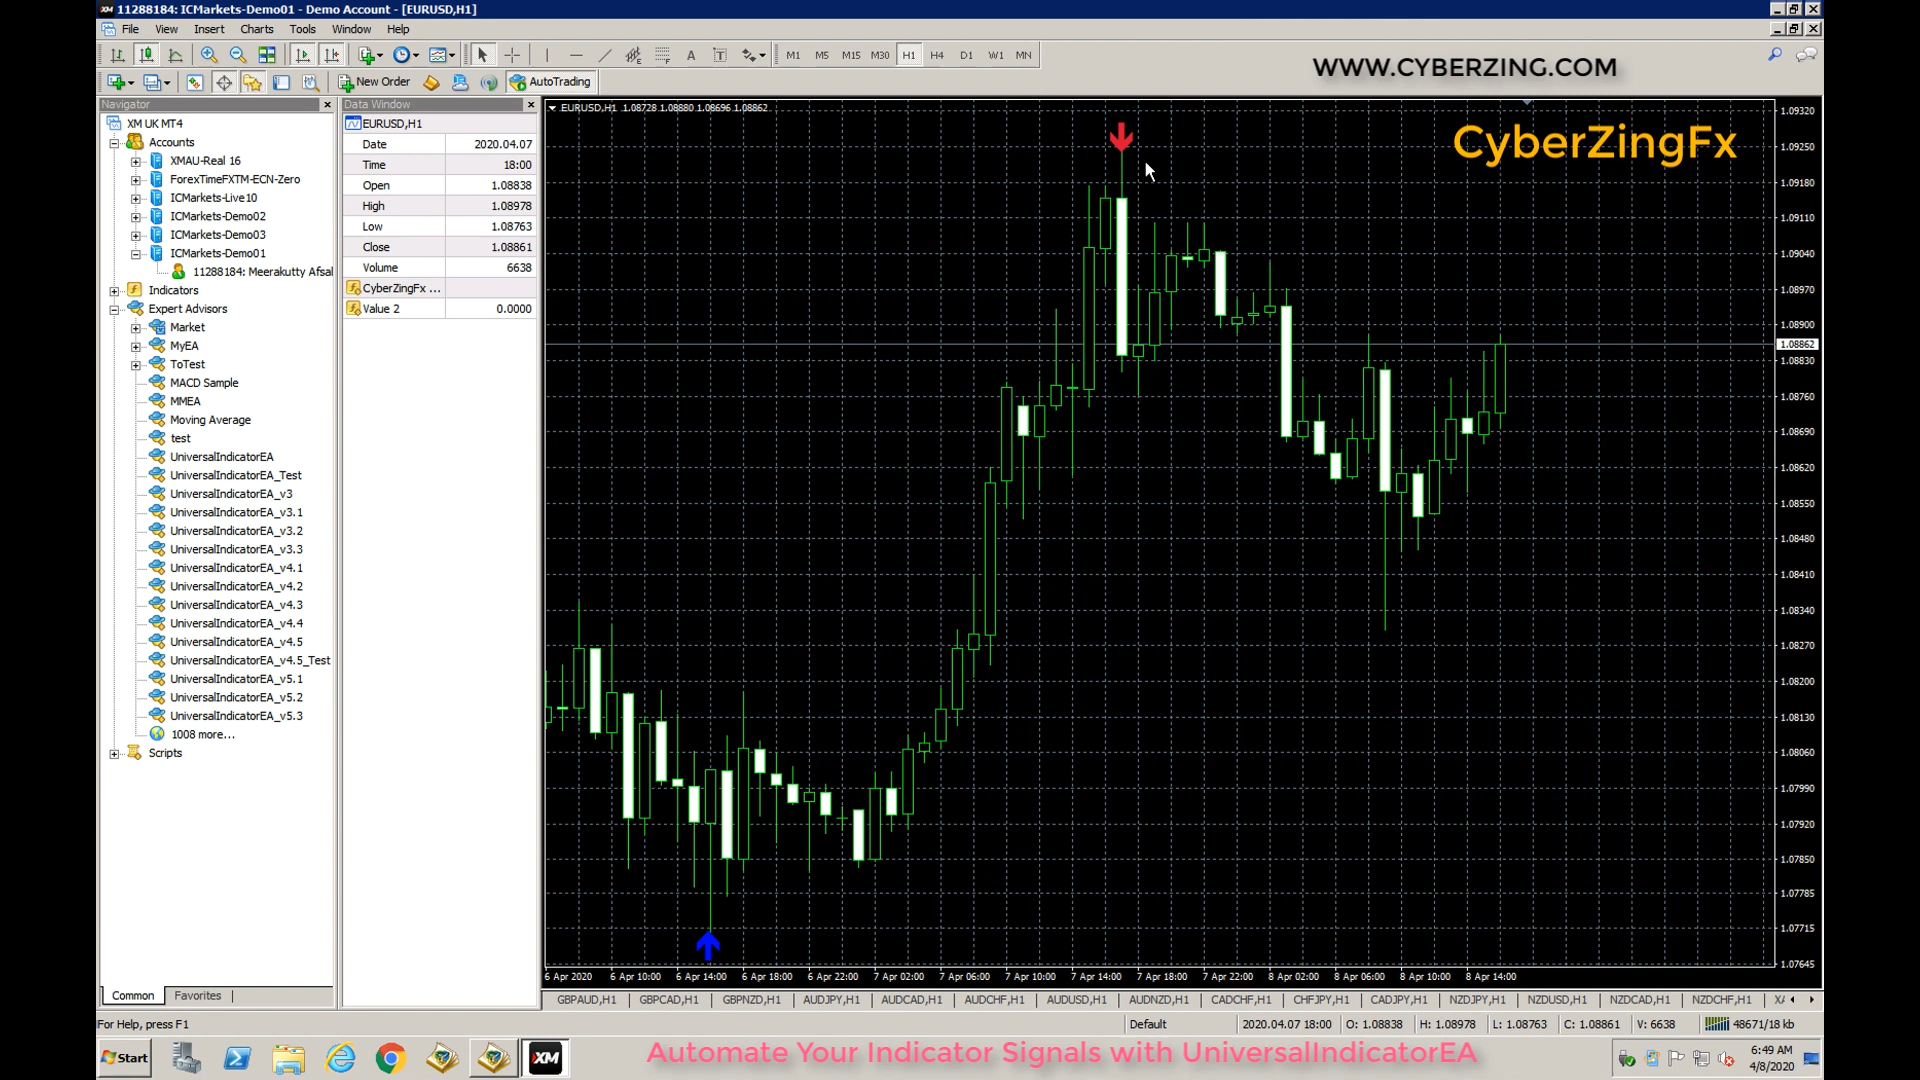 11288184: ICMarkets-Demo01 - Demo Account - [EURUSD,H1]
File View Insert Charts Tools Window Help
M1 M5 M15 M30 H1 H4 D1 W1 MN
New Order AutoTrading
WWW.CYBERZING.COM
CyberZingFx
Navigator
XM UK MT4
Accounts
XMAU-Real 16
ForexTimeFXTM-ECN-Zero
ICMarkets-Live10
ICMarkets-Demo02
ICMarkets-Demo03
ICMarkets-Demo01
11288184: Meerakutty Afsal
Indicators
Expert Advisors
Market
MyEA
ToTest
MACD Sample
MMEA
Moving Average
test
UniversalIndicatorEA
UniversalIndicatorEA_Test
UniversalIndicatorEA_v3
UniversalIndicatorEA_v3.1
UniversalIndicatorEA_v3.2
UniversalIndicatorEA_v3.3
UniversalIndicatorEA_v4.1
UniversalIndicatorEA_v4.2
UniversalIndicatorEA_v4.3
UniversalIndicatorEA_v4.4
UniversalIndicatorEA_v4.5
UniversalIndicatorEA_v4.5_Test
UniversalIndicatorEA_v5.1
UniversalIndicatorEA_v5.2
UniversalIndicatorEA_v5.3
1008 more...
Scripts
Common Favorites
Data Window
EURUSD,H1
Date 2020.04.07
Time 18:00
Open 1.08838
High 1.08978
Low 1.08763
Close 1.08861
Volume 6638
CyberZingFx ...
Value 2 0.0000
EURUSD,H1 1.08728 1.08880 1.08696 1.08862
1.09320
1.09250
1.09180
1.09110
1.09040
1.08970
1.08900
1.08862
1.08830
1.08760
1.08690
1.08620
1.08550
1.08480
1.08410
1.08340
1.08270
1.08200
1.08130
1.08060
1.07990
1.07920
1.07850
1.07785
1.07715
1.07645
6 Apr 2020 6 Apr 10:00 6 Apr 14:00 6 Apr 18:00 6 Apr 22:00 7 Apr 02:00 7 Apr 06:00 7 Apr 10:00 7 Apr 14:00 7 Apr 18:00 7 Apr 22:00 8 Apr 02:00 8 Apr 06:00 8 Apr 10:00 8 Apr 14:00
GBPAUD,H1 GBPCAD,H1 GBPNZD,H1 AUDJPY,H1 AUDCAD,H1 AUDCHF,H1 AUDUSD,H1 AUDNZD,H1 CADCHF,H1 CHFJPY,H1 CADJPY,H1 NZDJPY,H1 NZDUSD,H1 NZDCAD,H1 NZDCHF,H1
For Help, press F1 Default 2020.04.07 18:00 O: 1.08838 H: 1.08978 L: 1.08763 C: 1.08861 V: 6638 48671/18 kb
Start XM Automate Your Indicator Signals with UniversalIndicatorEA 6:49 AM
4/8/2020